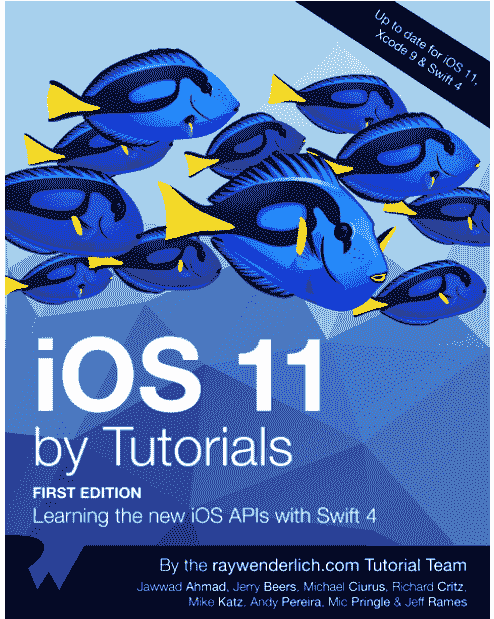 Up to date for iOS 11,
Xcode 9 & Swift 4
iOS 11
by Tutorials
FIRST EDITION
Learning the new iOS APIs with Swift 4
By the raywenderlich.com Tutorial Team
Jawwad Ahmad, Jerry Beers, Michael Ciurus, Richard Critz,
Mike Katz, Andy Pereira, Mic Pringle & Jeff Rames